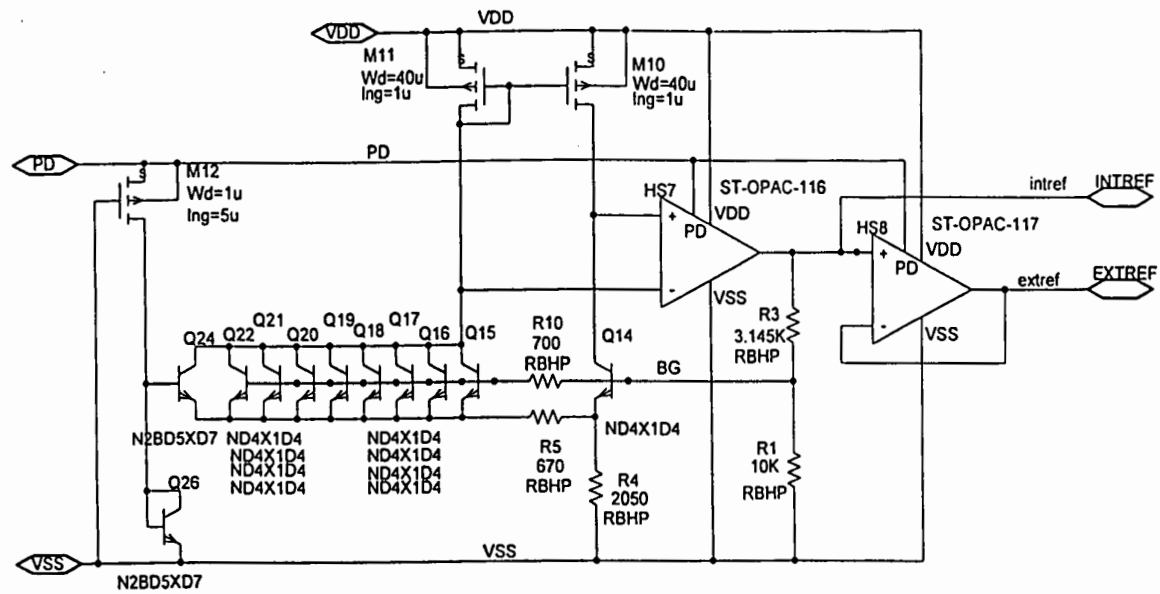 VDD
VDD
M11
Wd=40u
lng=1u
M10
Wd=40u
lng=1u
S
S
PD
PD
S
M12
Wd=1u
lng=5u
HS7
ST-OPAC-116
VDD
+
PD
-
VSS
intref
INTREF
HS8
ST-OPAC-117
VDD
+
PD
-
VSS
extref
EXTREF
Q24
Q22
Q21
Q20
Q19
Q18
Q17
Q16
Q15
R10
700
RBHP
Q14
BG
R3
3.145K
RBHP
N2BD5XD7
ND4X1D4
ND4X1D4
ND4X1D4
ND4X1D4
ND4X1D4
ND4X1D4
ND4X1D4
ND4X1D4
R5
670
RBHP
ND4X1D4
R4
2050
RBHP
R1
10K
RBHP
Q26
VSS
VSS
N2BD5XD7